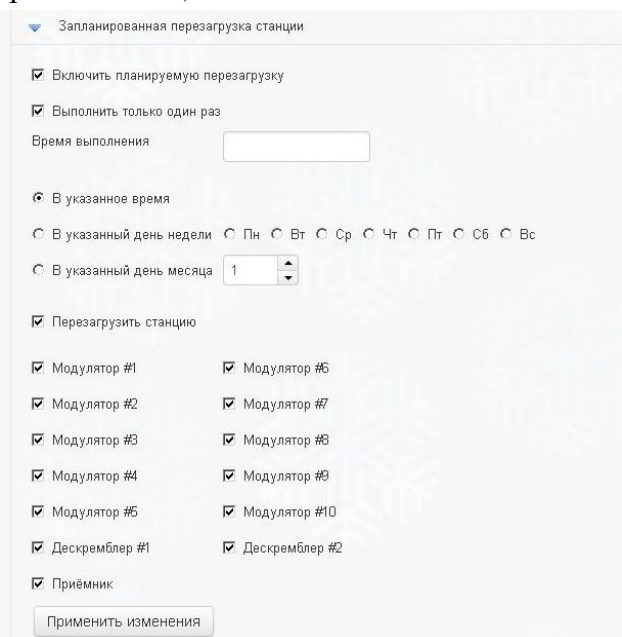 Запланированная перезагрузка станции
Включить планируемую перезагрузку
Выполнить только один раз
Время выполнения
В указанное время
В указанный день недели Пн Вт Ср Чт Пт Сб Вс
В указанный день месяца 1
Перезагрузить станцию
Модулятор #1 Модулятор #6
Модулятор #2 Модулятор #7
Модулятор #3 Модулятор #8
Модулятор #4 Модулятор #9
Модулятор #5 Модулятор #10
Дескремблер #1 Дескремблер #2
Приёмник
Применить изменения